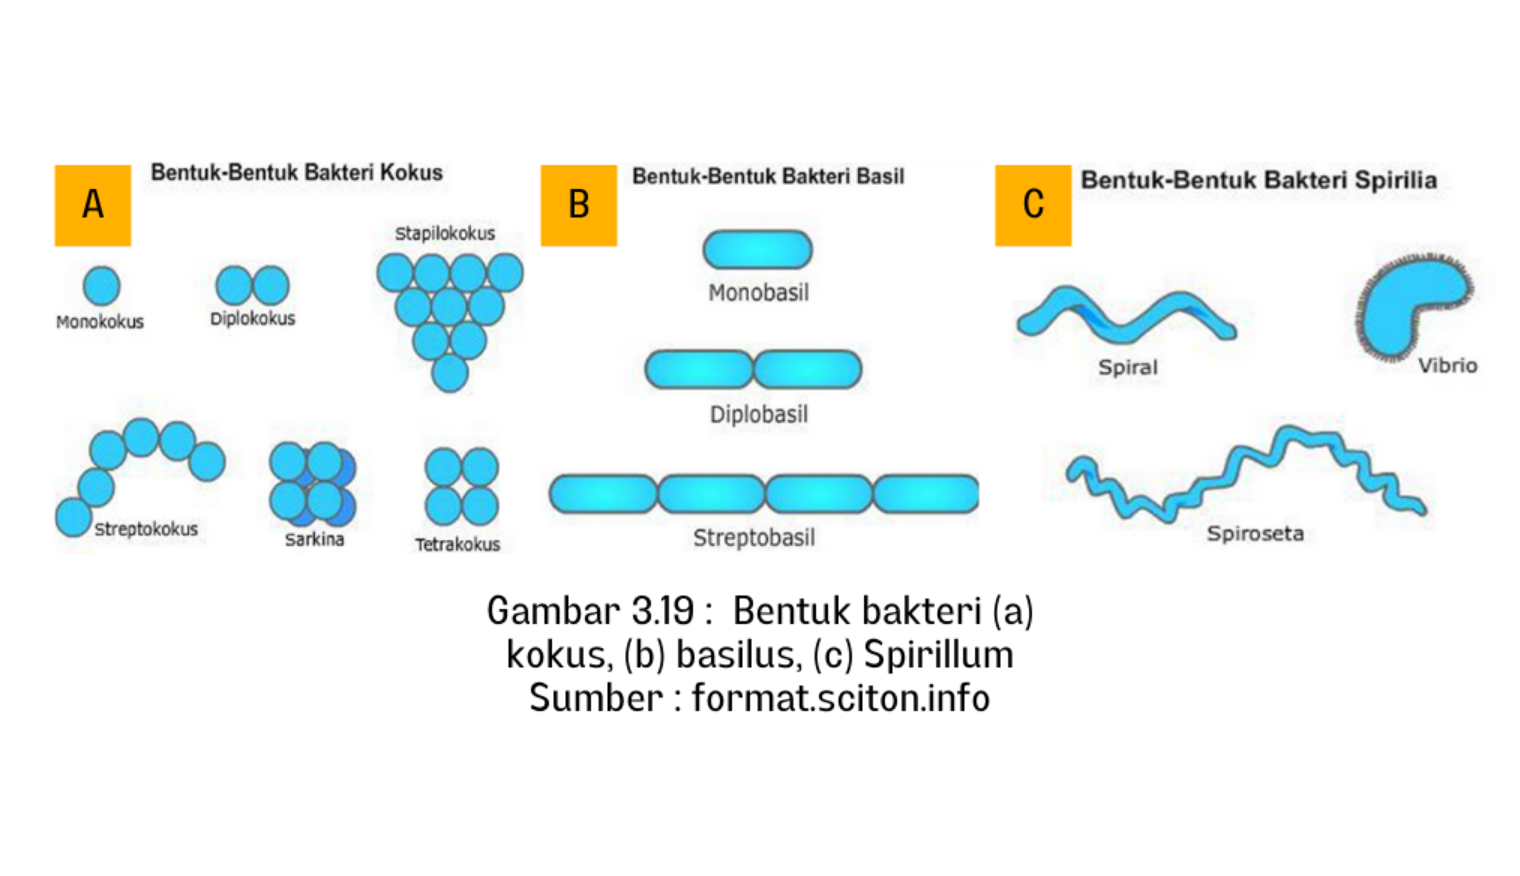 A
Bentuk-Bentuk Bakteri Kokus
Monokokus
Diplokokus
Stapilokokus
Streptokokus
Sarkina
Tetrakokus
B
Bentuk-Bentuk Bakteri Basil
Monobasil
Diplobasil
Streptobasil
C
Bentuk-Bentuk Bakteri Spirilia
Spiral
Vibrio
Spiroseta
Gambar 3.19 : Bentuk bakteri (a)
kokus, (b) basilus, (c) Spirillum
Sumber : format.sciton.info